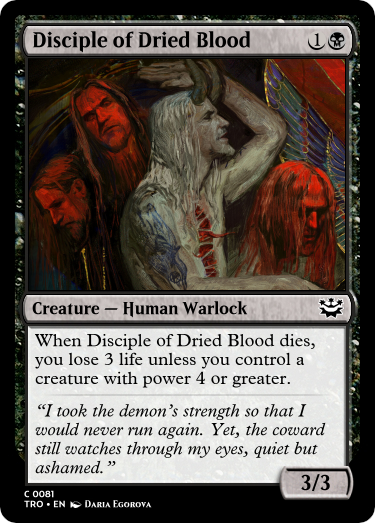 Disciple of Dried Blood 1
Creature — Human Warlock
When Disciple of Dried Blood dies,
you lose 3 life unless you control a
creature with power 4 or greater.
“I took the demon’s strength so that I
would never run again. Yet, the coward
still watches through my eyes, quiet but
ashamed.”
3/3
C 0081
TRO • EN Daria Egorova